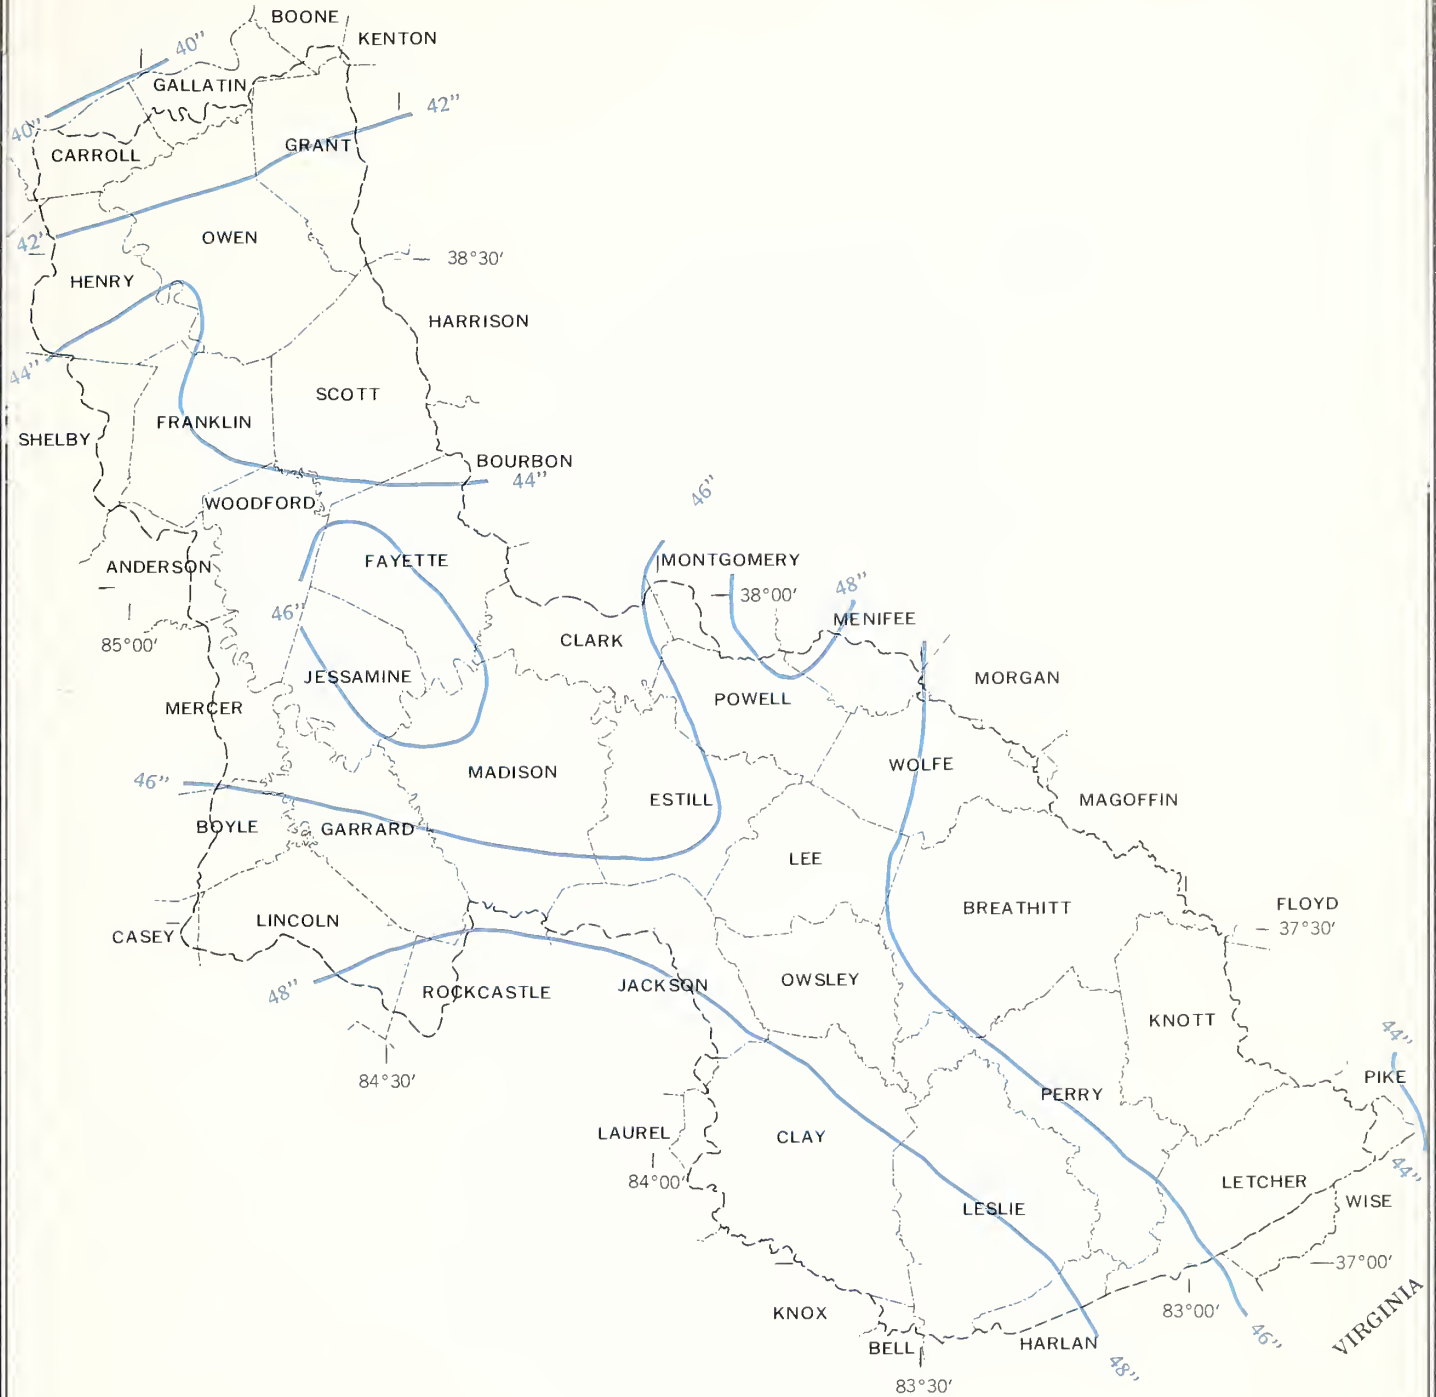 BOONE
KENTON
40”
GALLATIN
42”
40”
GRANT
CARROLL
OWEN
42’
38°30′
HENRY
HARRISON
44”
SCOTT
FRANKLIN
SHELBY
BOURBON
44”
46”
WOODFORD
MONTGOMERY
FAYETTE
ANDERSON
48”
38°00′
46”
MENIFEE
85°00′
CLARK
JESSAMINE
MORGAN
POWELL
MERCER
WOLFE
MADISON
46”
ESTILL
MAGOFFIN
BOYLE
GARRARD
LEE
FLOYD
BREATHITT
LINCOLN
37°30′
CASEY
OWSLEY
JACKSON
48”
ROCKCASTLE
KNOTT
44”
84°30′
PIKE
PERRY
LAUREL
CLAY
44”
84°00′
LETCHER
WISE
LESLIE
37°00′
83°00′
KNOX
VIRGINIA
46”
HARLAN
BELL
48”
83°30′